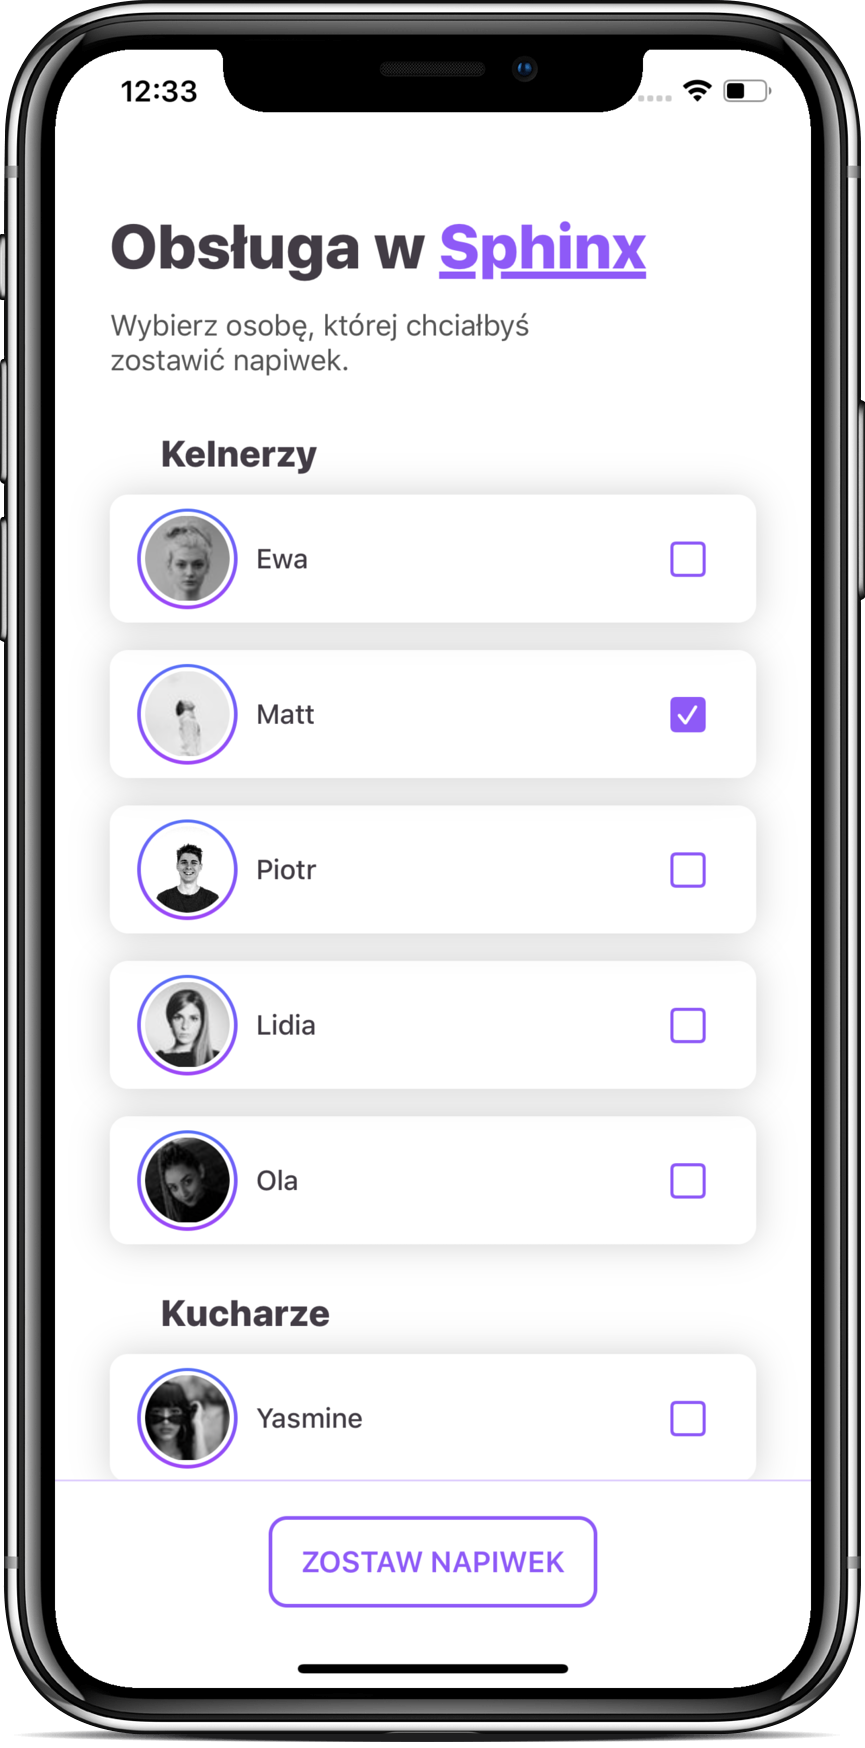 12:33
Obsługa w Sphinx
Wybierz osobę, której chciałbyś
zostawić napiwek.
Kelnerzy
Ewa
Matt
Piotr
Lidia
Ola
Kucharze
Yasmine
ZOSTAW NAPIWEK